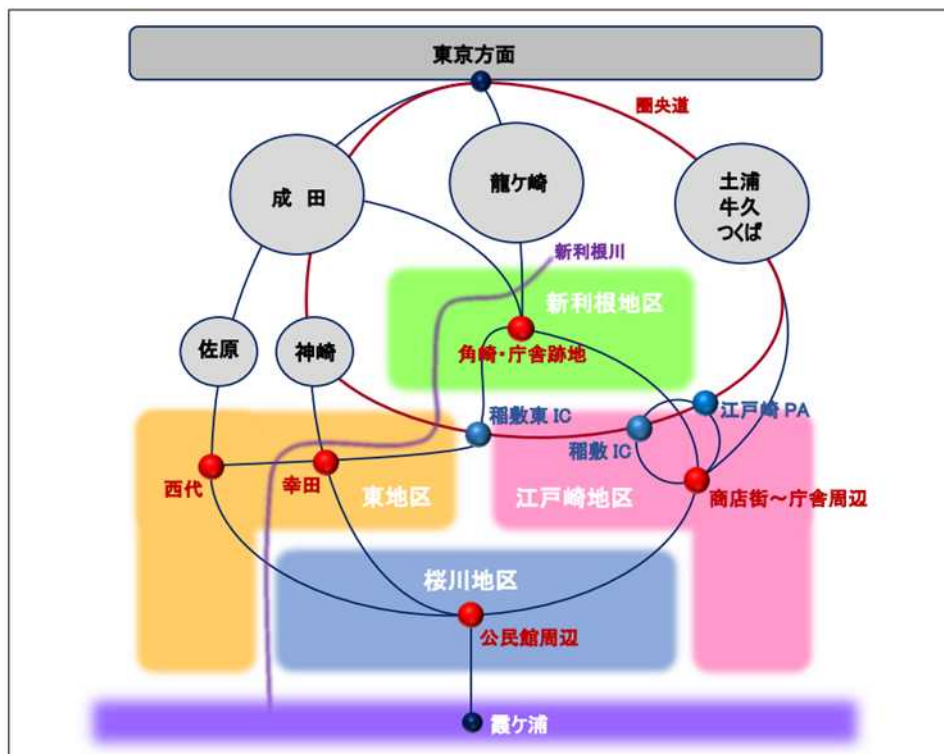 東京方面
圏央道
成 田
龍ケ崎
土浦
牛久
つくば
新利根川
新利根地区
佐原
神崎
角崎・庁舎跡地
稲敷東 IC
江戸崎 PA
稲敷 IC
西代
幸田
東地区
江戸崎地区
商店街～庁舎周辺
桜川地区
公民館周辺
霞ケ浦